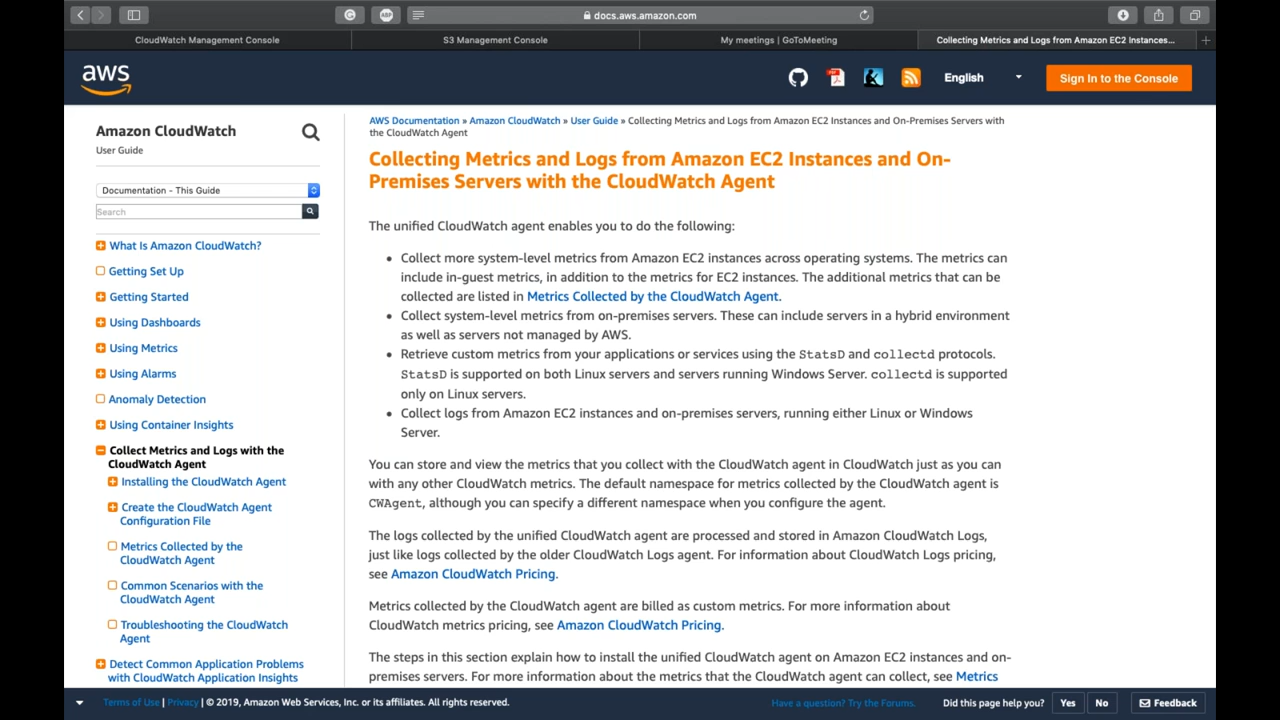 docs.aws.amazon.com
CloudWatch Management Console
S3 Management Console
My meetings | GoToMeeting
Collecting Metrics and Logs from Amazon EC2 Instances...
aws
English
Sign In to the Console
Amazon CloudWatch
User Guide
Documentation - This Guide
Search
What Is Amazon CloudWatch?
Getting Set Up
Getting Started
Using Dashboards
Using Metrics
Using Alarms
Anomaly Detection
Using Container Insights
Collect Metrics and Logs with the
CloudWatch Agent
Installing the CloudWatch Agent
Create the CloudWatch Agent
Configuration File
Metrics Collected by the
CloudWatch Agent
Common Scenarios with the
CloudWatch Agent
Troubleshooting the CloudWatch
Agent
Detect Common Application Problems
with CloudWatch Application Insights
AWS Documentation » Amazon CloudWatch » User Guide » Collecting Metrics and Logs from Amazon EC2 Instances and On-Premises Servers with
the CloudWatch Agent
Collecting Metrics and Logs from Amazon EC2 Instances and On-
Premises Servers with the CloudWatch Agent
The unified CloudWatch agent enables you to do the following:
• Collect more system-level metrics from Amazon EC2 instances across operating systems. The metrics can
include in-guest metrics, in addition to the metrics for EC2 instances. The additional metrics that can be
collected are listed in Metrics Collected by the CloudWatch Agent.
• Collect system-level metrics from on-premises servers. These can include servers in a hybrid environment
as well as servers not managed by AWS.
• Retrieve custom metrics from your applications or services using the StatsD and collectd protocols.
StatsD is supported on both Linux servers and servers running Windows Server. collectd is supported
only on Linux servers.
• Collect logs from Amazon EC2 instances and on-premises servers, running either Linux or Windows
Server.
You can store and view the metrics that you collect with the CloudWatch agent in CloudWatch just as you can
with any other CloudWatch metrics. The default namespace for metrics collected by the CloudWatch agent is
CWAgent, although you can specify a different namespace when you configure the agent.
The logs collected by the unified CloudWatch agent are processed and stored in Amazon CloudWatch Logs,
just like logs collected by the older CloudWatch Logs agent. For information about CloudWatch Logs pricing,
see Amazon CloudWatch Pricing.
Metrics collected by the CloudWatch agent are billed as custom metrics. For more information about
CloudWatch metrics pricing, see Amazon CloudWatch Pricing.
The steps in this section explain how to install the unified CloudWatch agent on Amazon EC2 instances and on-
premises servers. For more information about the metrics that the CloudWatch agent can collect, see Metrics
Terms of Use | Privacy | © 2019, Amazon Web Services, Inc. or its affiliates. All rights reserved.
Have a question? Try the Forums.
Did this page help you?
Yes
No
Feedback